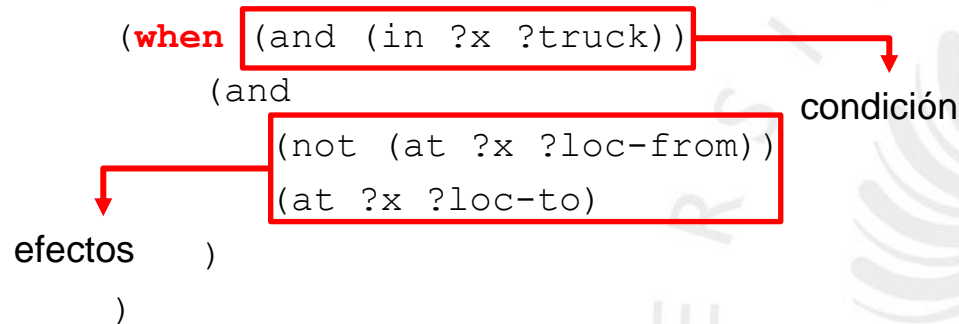 (when (and (in ?x ?truck))
(and
condición
(not (at ?x ?loc-from))
(at ?x ?loc-to)
efectos )
)
E R S I